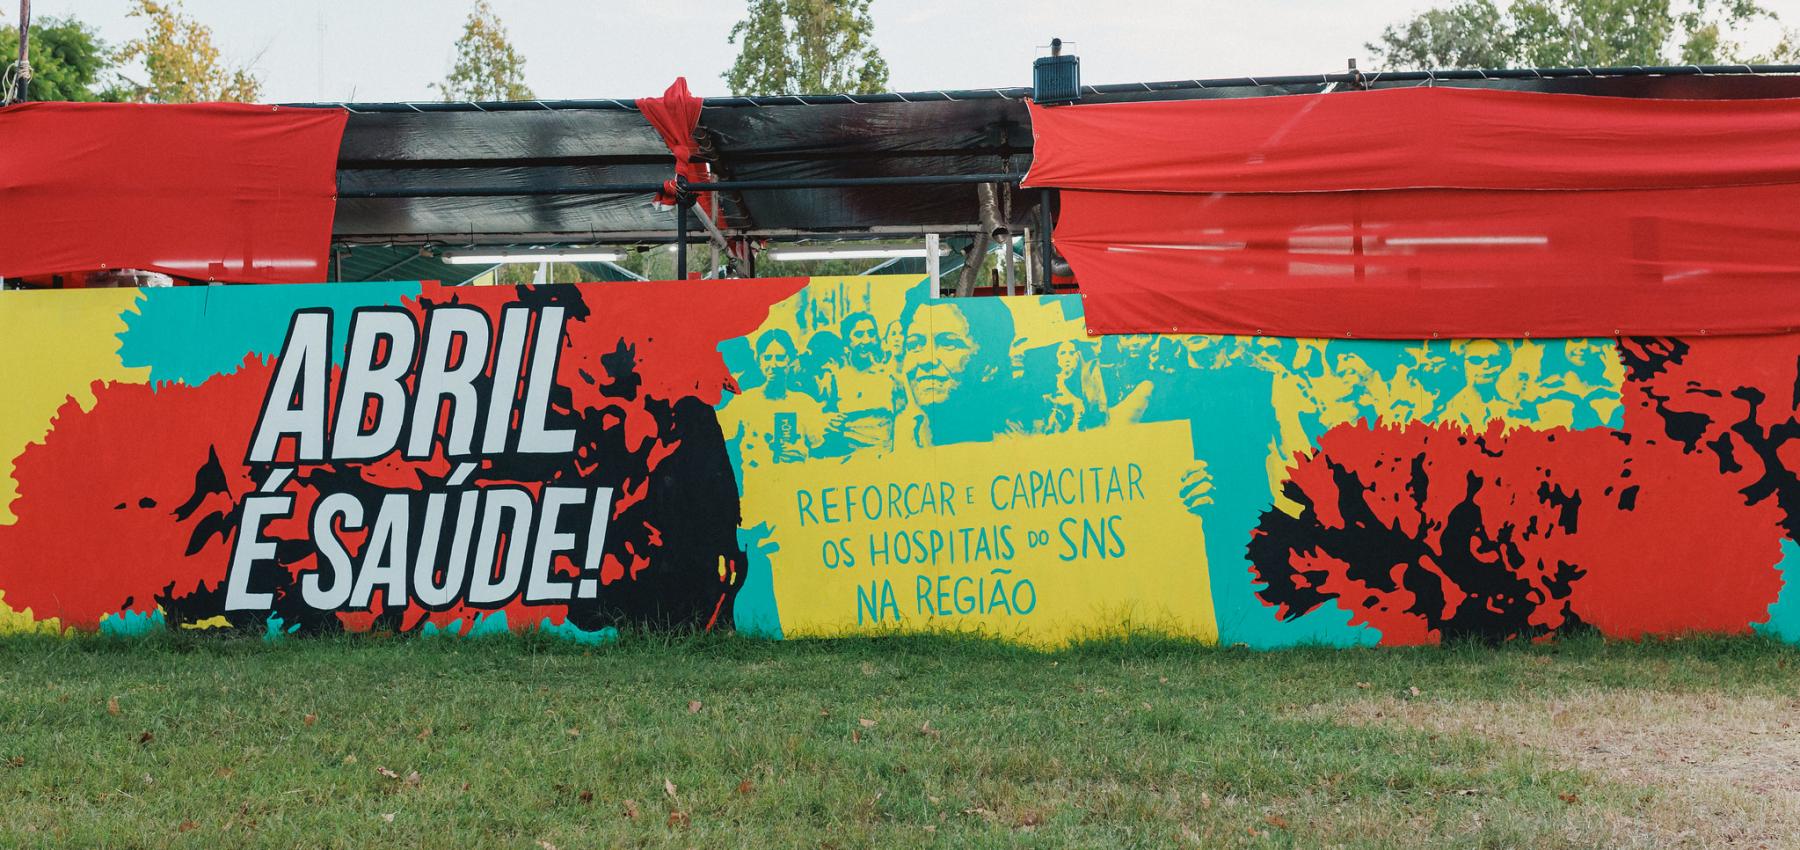 ABRIL
É SAÚDE!
REFORÇAR E CAPACITAR
OS HOSPITAIS DO SNS
NA REGIÃO